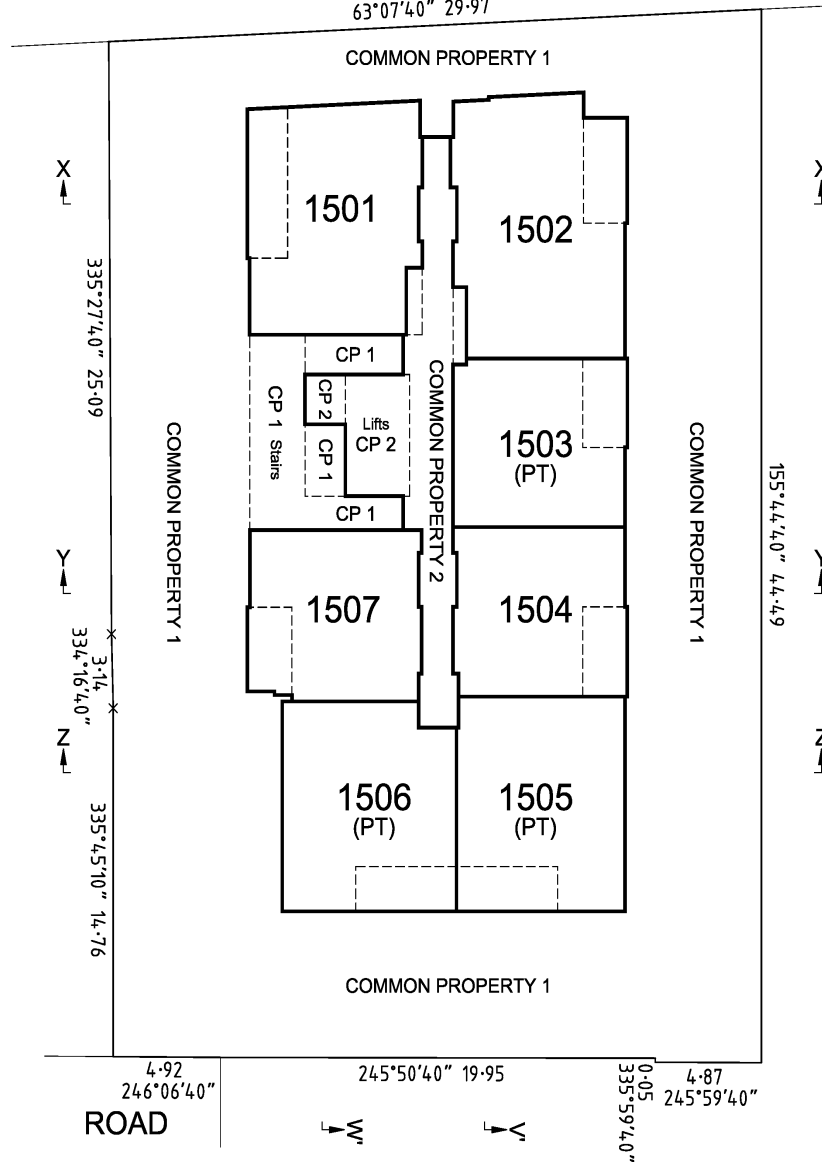 63°07'40" 29·97
COMMON PROPERTY 1
X
X
1501
1502
335°27'40" 25·09
CP 1
CP 2
Lifts
CP 2
CP 1
Stairs
CP 1
CP 1
COMMON PROPERTY 2
1503
(PT)
COMMON PROPERTY 1
COMMON PROPERTY 1
155°44'40" 44·49
Y
Y
1507
1504
3·14
334°16'40"
Z
Z
1506
(PT)
1505
(PT)
335°45'10" 14·76
COMMON PROPERTY 1
4·92
246°06'40"
245°50'40" 19·95
0·05
335°59'40"
4·87
245°59'40"
ROAD
W'
V'